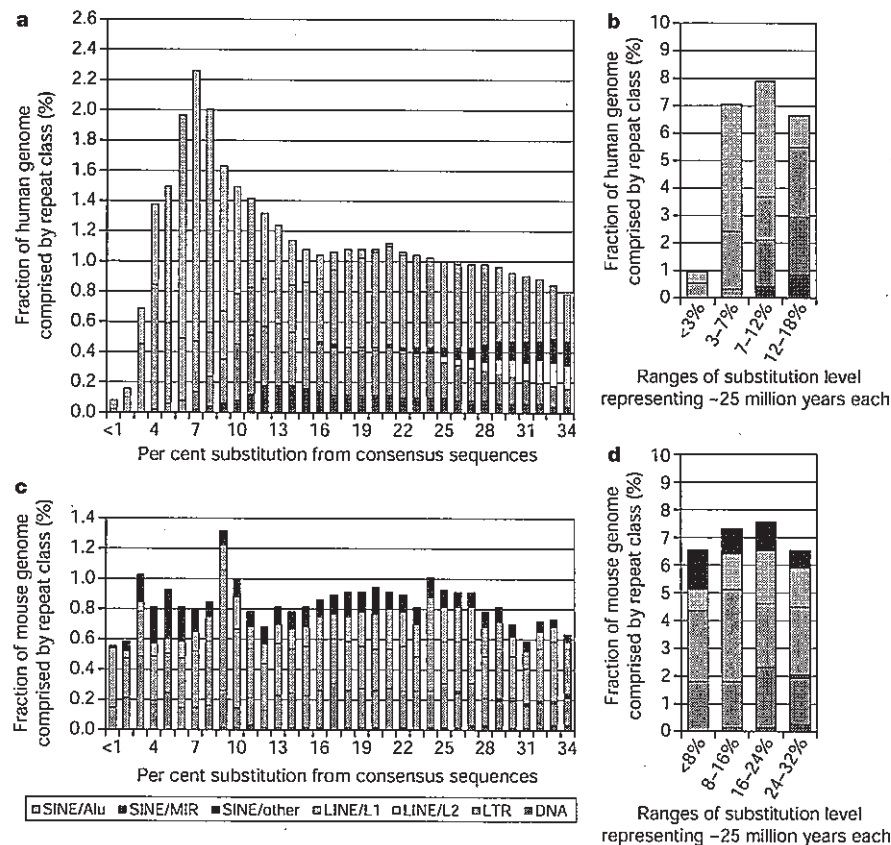 a
Fraction of human genome
comprised by repeat class (%)
2.6
2.4
2.2
2.0
1.8
1.6
1.4
1.2
1.0
0.8
0.6
0.4
0.2
0.0
<1 4 7 10 13 16 19 22 25 28 31 34
Per cent substitution from consensus sequences
b
Fraction of human genome
comprised by repeat class (%)
10
9
8
7
6
5
4
3
2
1
0
<3% 3–7% 7–12% 12–18%
Ranges of substitution level
representing ~25 million years each
c
Fraction of mouse genome
comprised by repeat class (%)
1.4
1.2
1.0
0.8
0.6
0.4
0.2
0.0
<1 4 7 10 13 16 19 22 25 28 31 34
Per cent substitution from consensus sequences
SINE/Alu SINE/MIR SINE/other LINE/L1 LINE/L2 LTR DNA
d
Fraction of mouse genome
comprised by repeat class (%)
10
9
8
7
6
5
4
3
2
1
0
<8% 8–16% 16–24% 24–32%
Ranges of substitution level
representing ~25 million years each